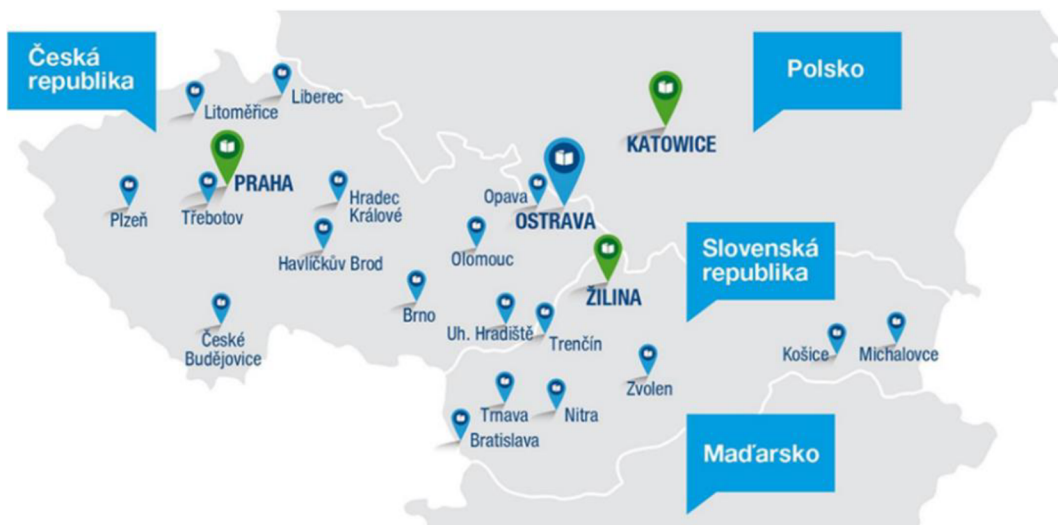 Česká
republika
Polsko
Liberec
Litoměřice
KATOWICE
PRAHA
Hradec
Králové
Opava
Plzeň
Třebotov
OSTRAVA
Slovenská
republika
Havlíčkův Brod
Olomouc
ŽILINA
Brno
Uh. Hradiště
Trenčín
České
Budějovice
Košice
Michalovce
Zvolen
Trnava
Nitra
Bratislava
Maďarsko